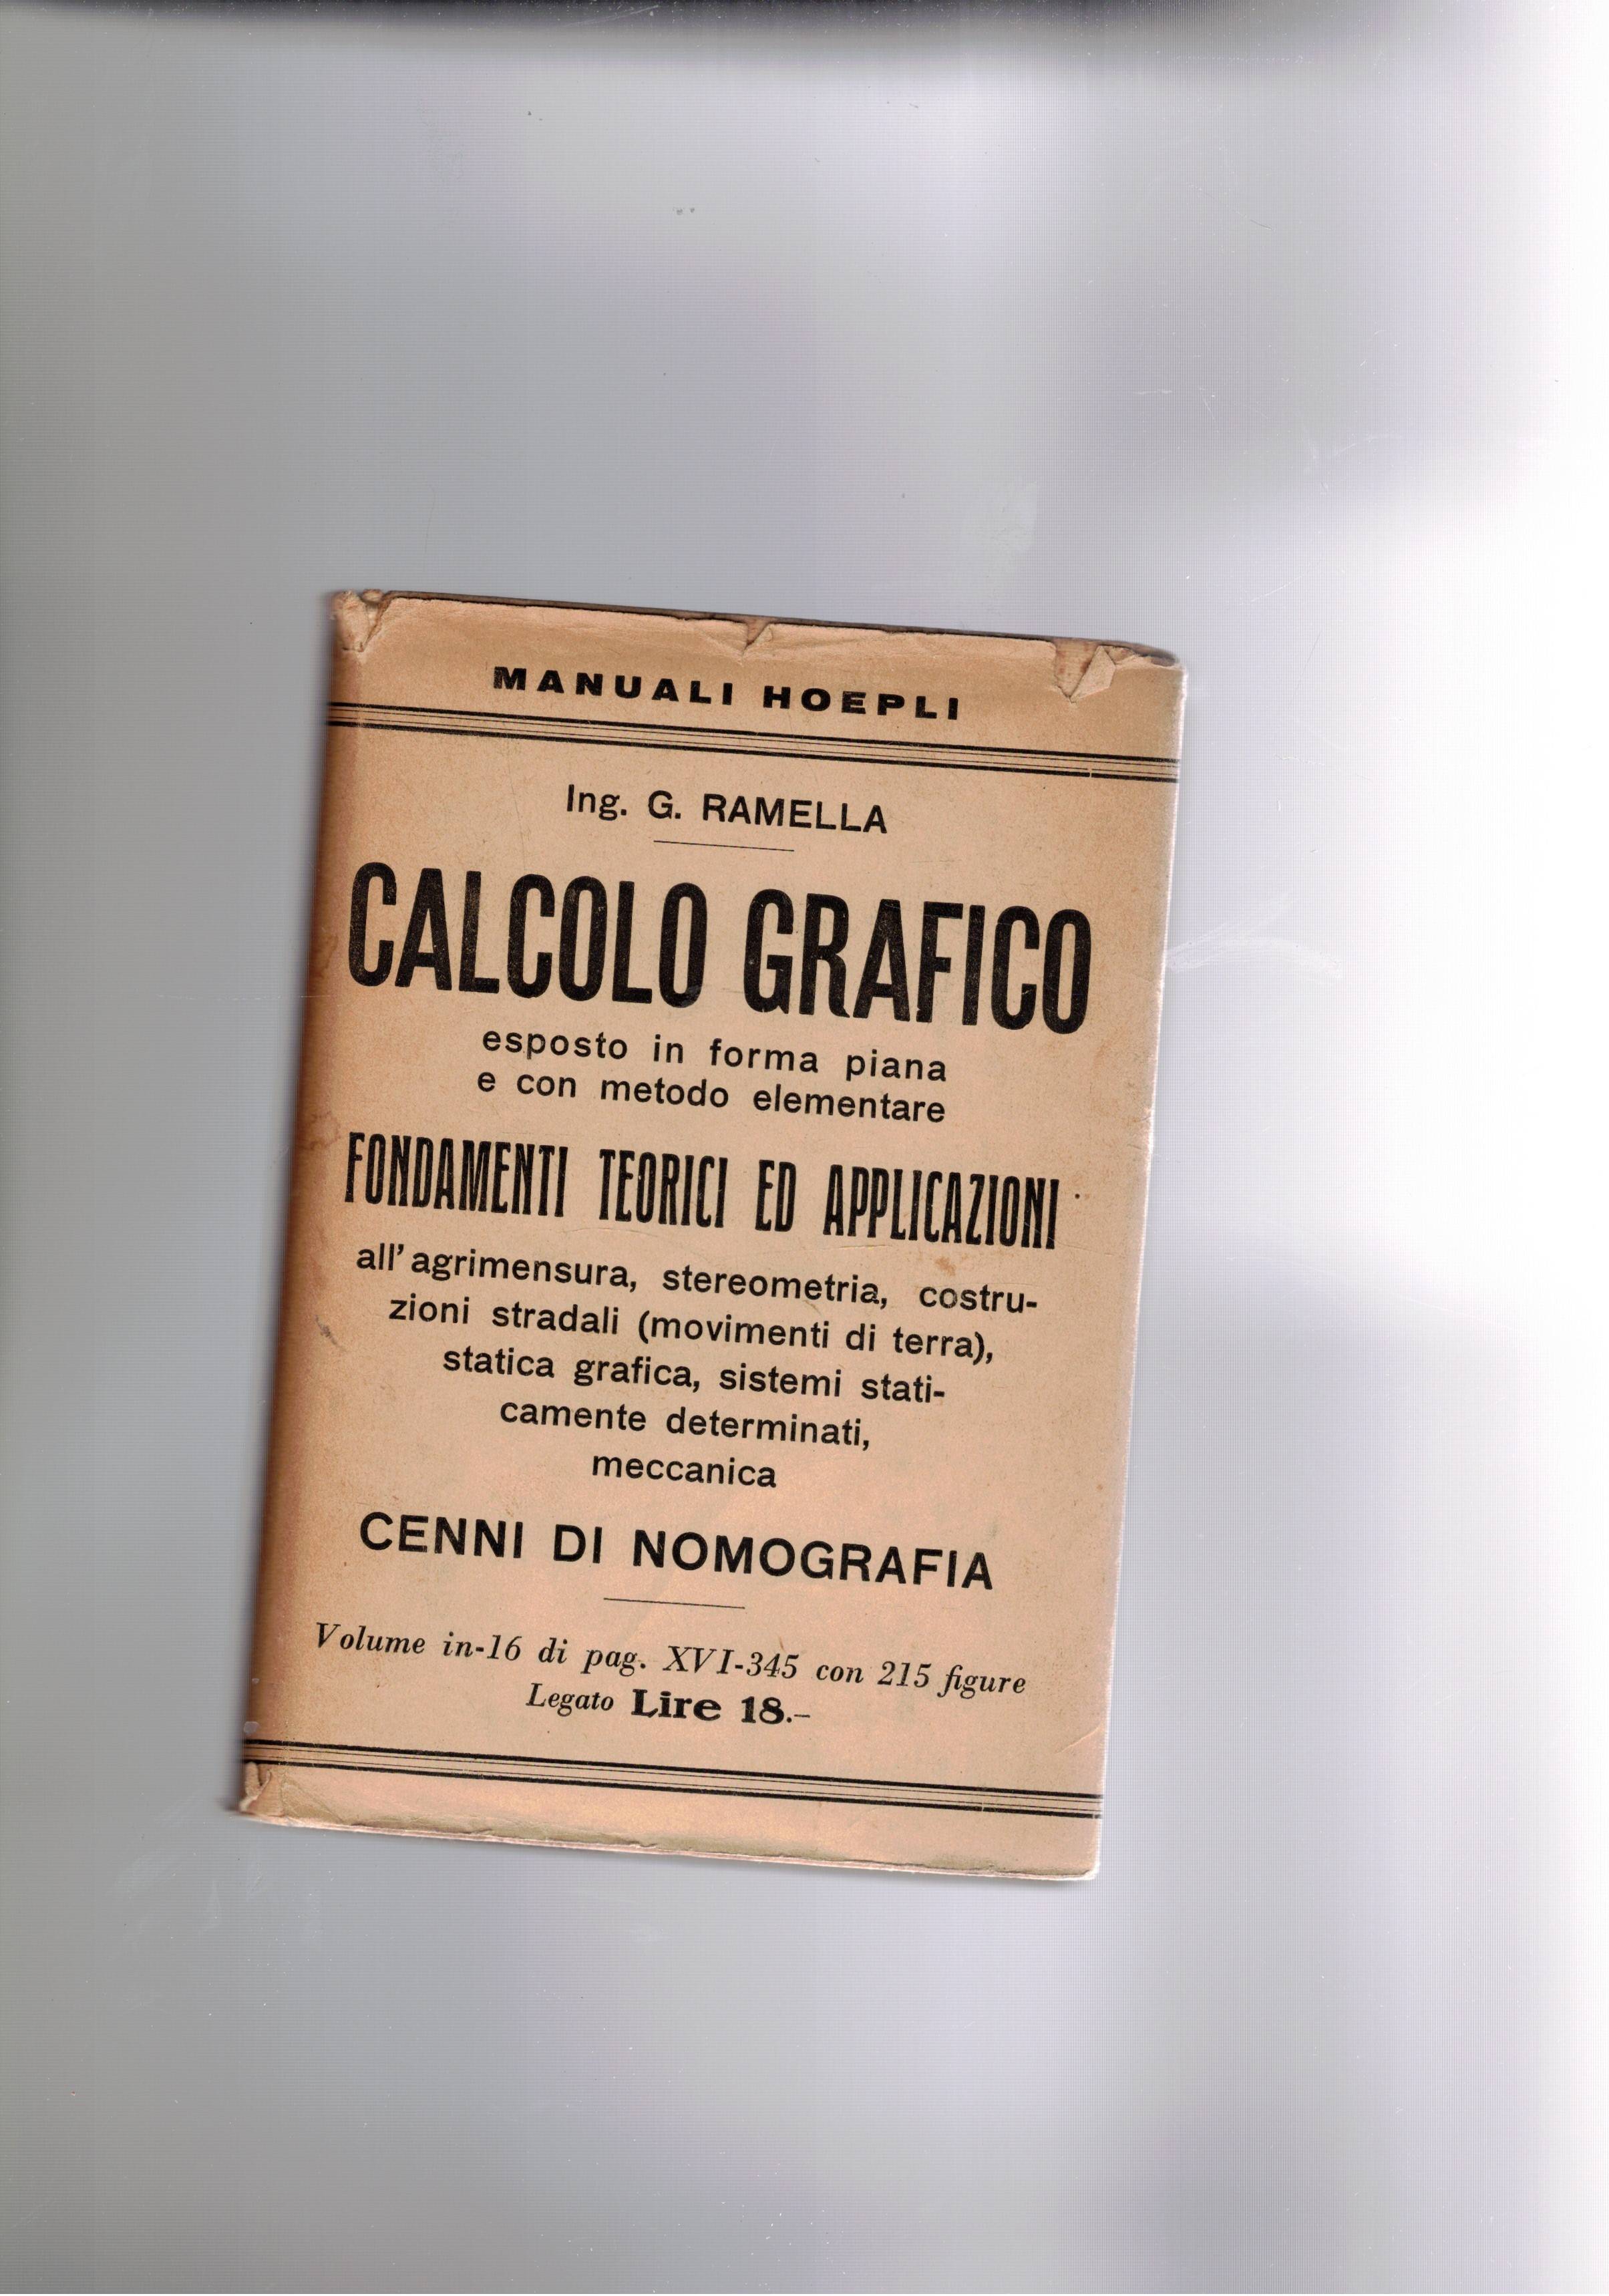 MANUALI HOEPLI
Ing. G. RAMELLA
CALCOLO GRAFICO
esposto in forma piana
e con metodo elementare
FONDAMENTI TEORICI ED APPLICAZIONI
all'agrimensura, stereometria, costru-
zioni stradali (movimenti di terra),
statica grafica, sistemi stati-
camente determinati,
meccanica
CENNI DI NOMOGRAFIA
Volume in-16 di pag. XVI-345 con 215 figure
Legato Lire 18.-